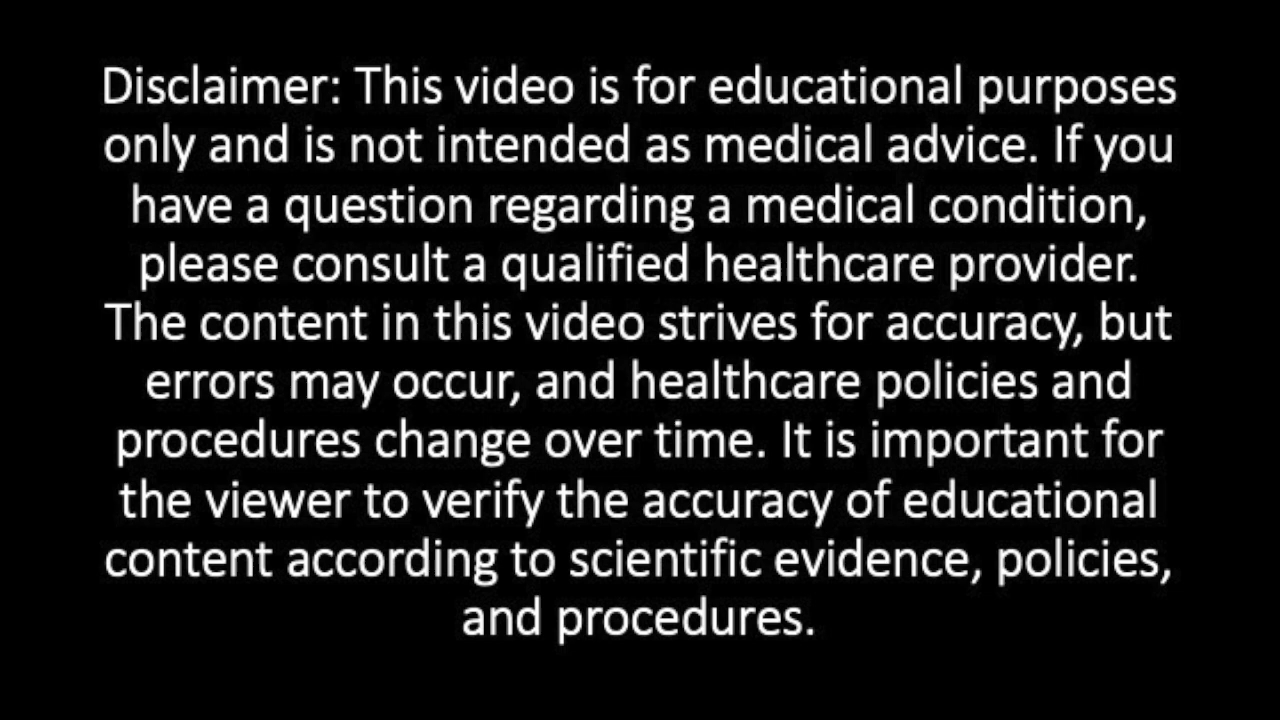 Disclaimer: This video is for educational purposes
only and is not intended as medical advice. If you
have a question regarding a medical condition,
please consult a qualified healthcare provider.
The content in this video strives for accuracy, but
errors may occur, and healthcare policies and
procedures change over time. It is important for
the viewer to verify the accuracy of educational
content according to scientific evidence, policies,
and procedures.